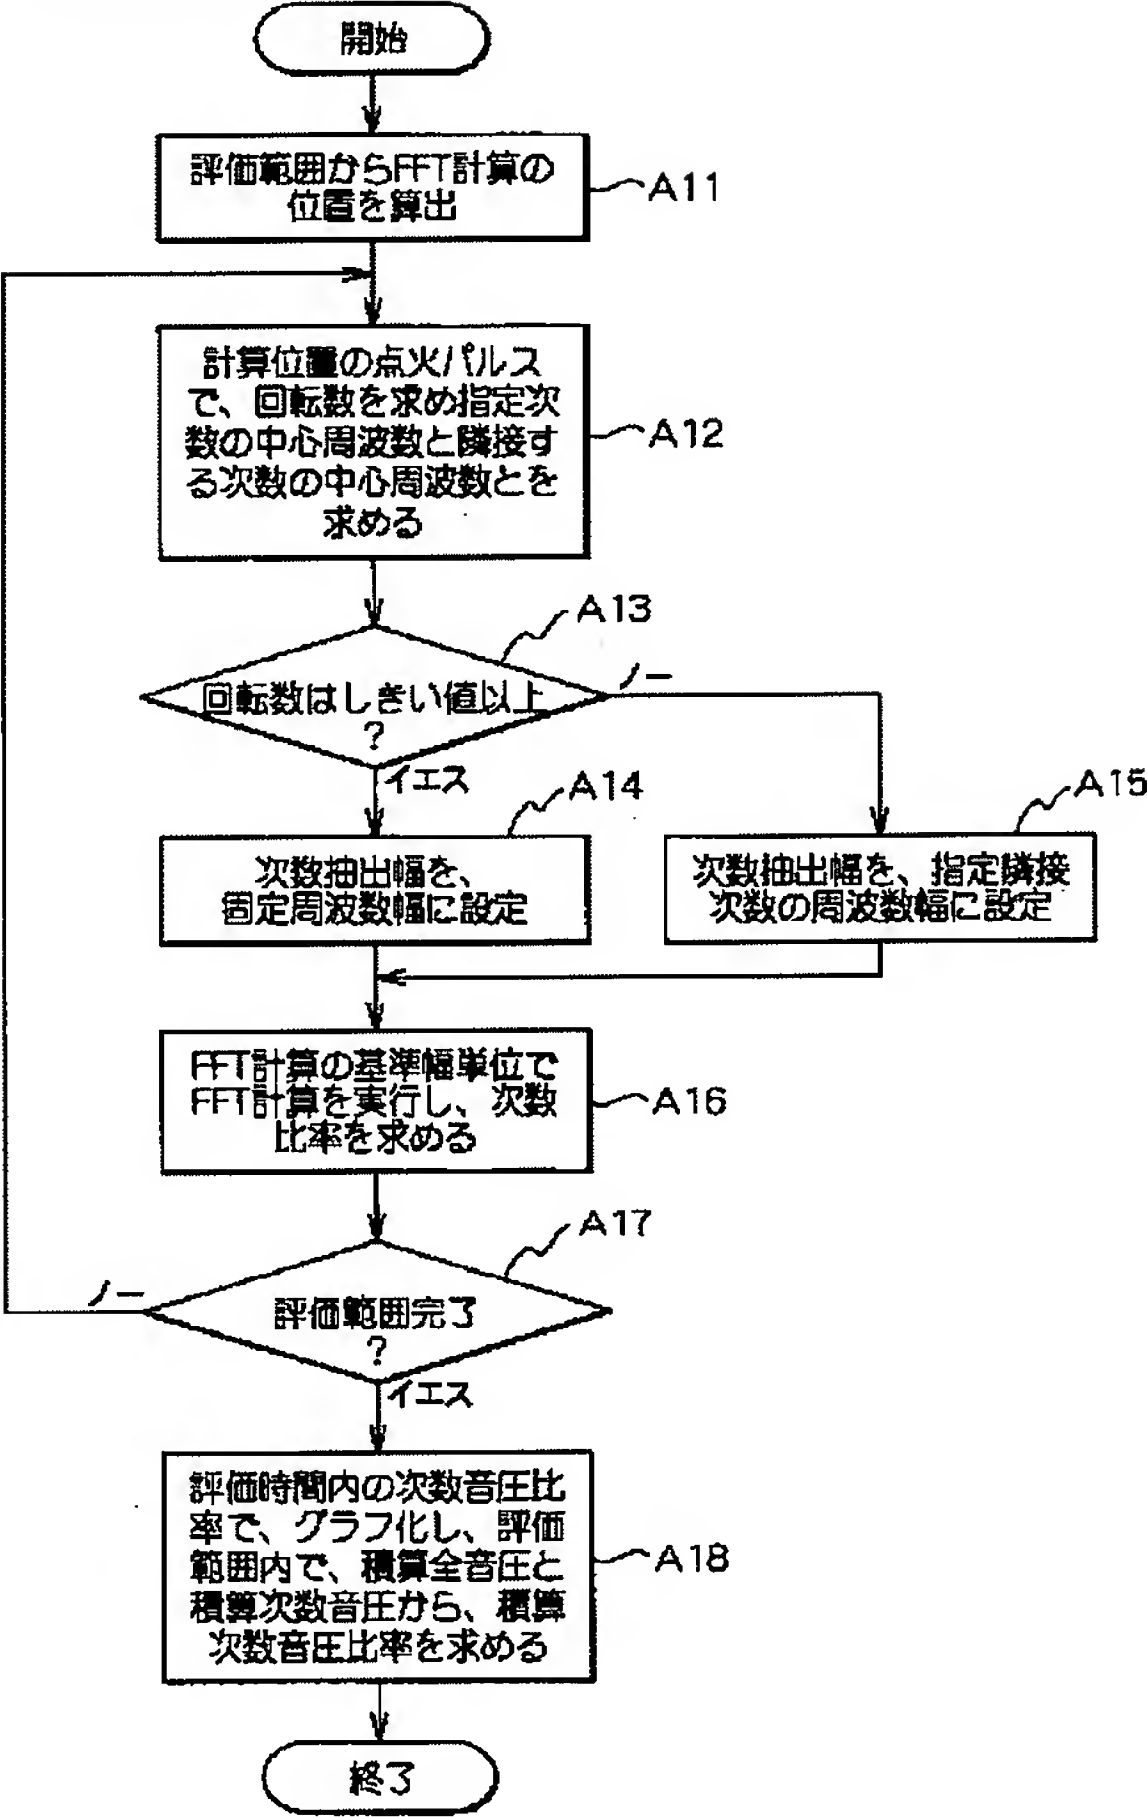 開始
評価範囲からFFT計算の
位置を算出
A11
計算位置の点火パルス
で、回転数を求め指定次
数の中心周波数と隣接す
る次数の中心周波数とを
求める
A12
A13
回転数はしきい値以上
?
ノー
イエス
A14
A15
次数抽出幅を、
固定周波数幅に設定
次数抽出幅を、指定隣接
次数の周波数幅に設定
FFT計算の基準幅単位で
FFT計算を実行し、次数
比率を求める
A16
A17
ノー
評価範囲完了
?
イエス
評価時間内の次数音圧比
率で、グラフ化し、評価
範囲内で、積算全音圧と
積算次数音圧から、積算
次数音圧比率を求める
A18
終了